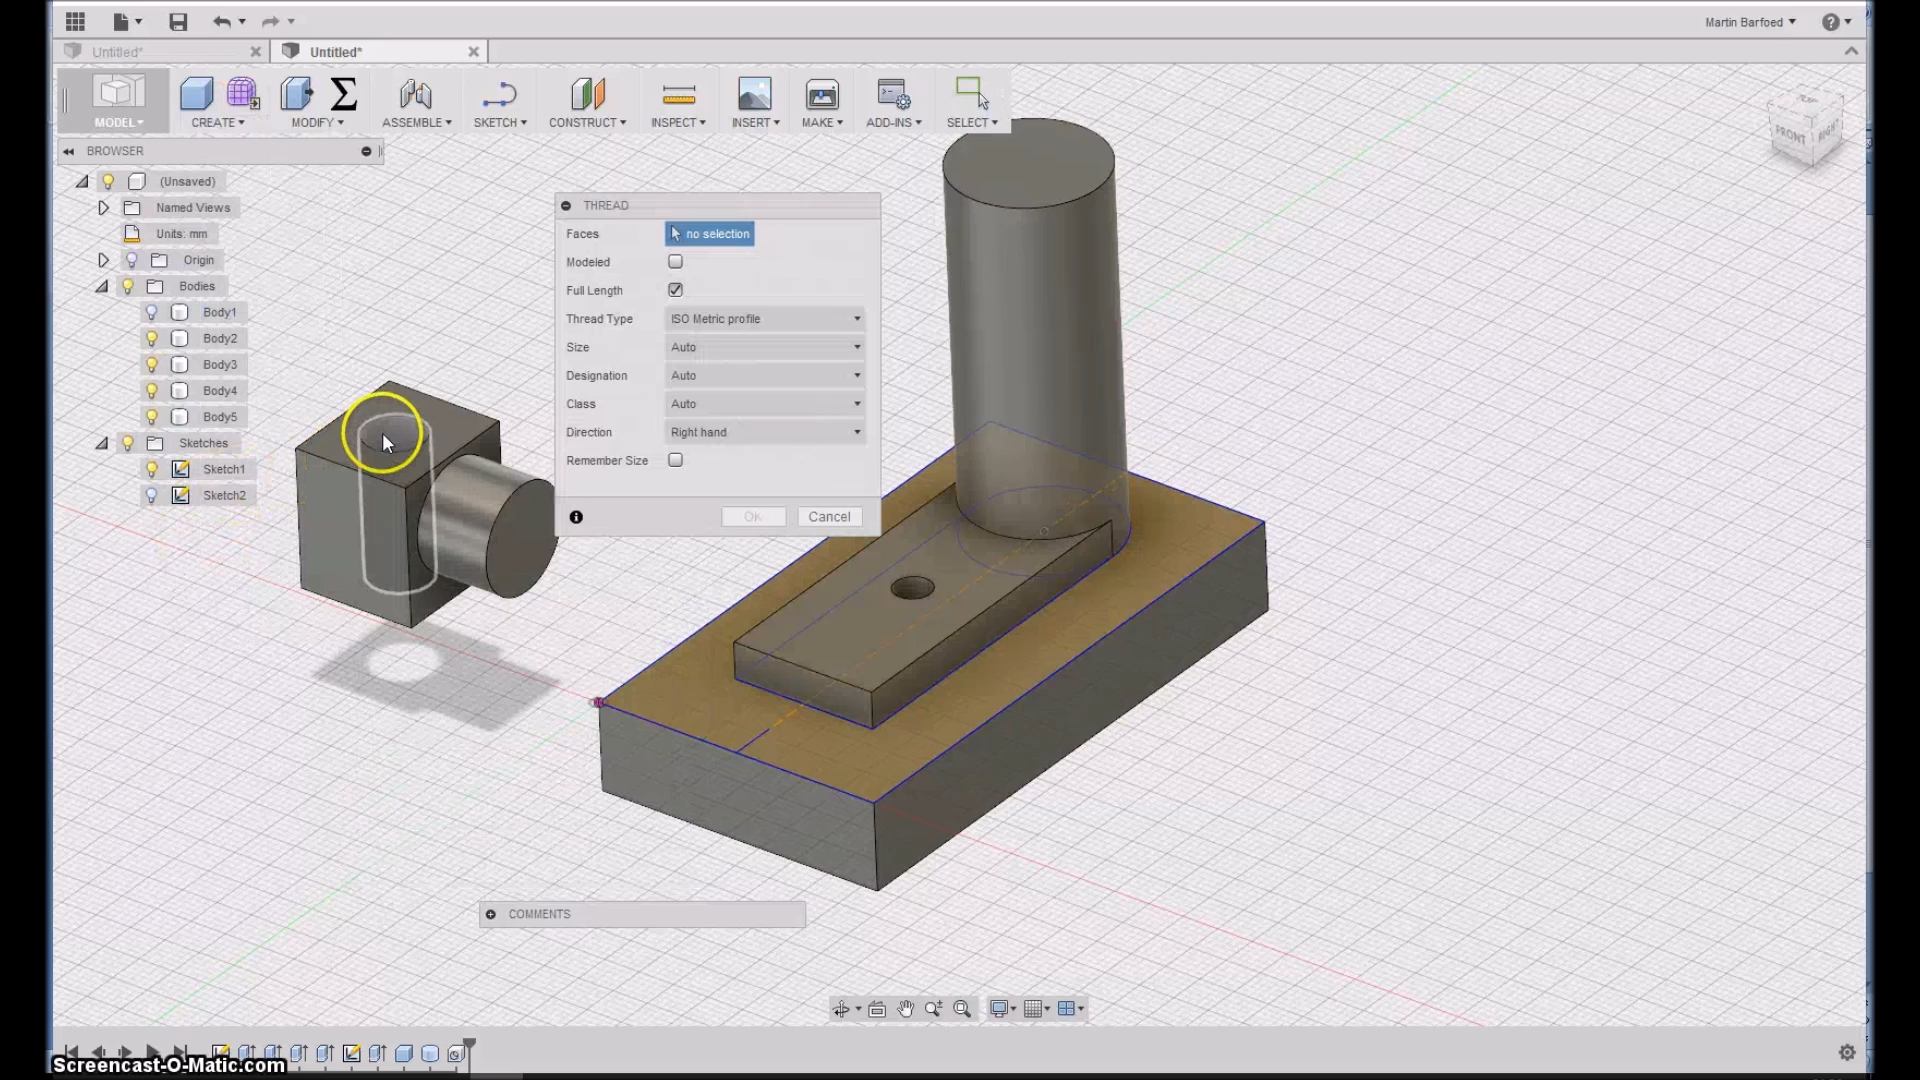 Martin Barfoed
Untitled*
Untitled*
MODEL
CREATE
MODIFY
ASSEMBLE
SKETCH
CONSTRUCT
INSPECT
INSERT
MAKE
ADD-INS
SELECT
BROWSER
(Unsaved)
Named Views
Units: mm
Origin
Bodies
Body1
Body2
Body3
Body4
Body5
Sketches
Sketch1
Sketch2
THREAD
Faces no selection
Modeled
Full Length
Thread Type ISO Metric profile
Size Auto
Designation Auto
Class Auto
Direction Right hand
Remember Size
OK Cancel
TOP
FRONT
RIGHT
COMMENTS
Screencast-O-Matic.com